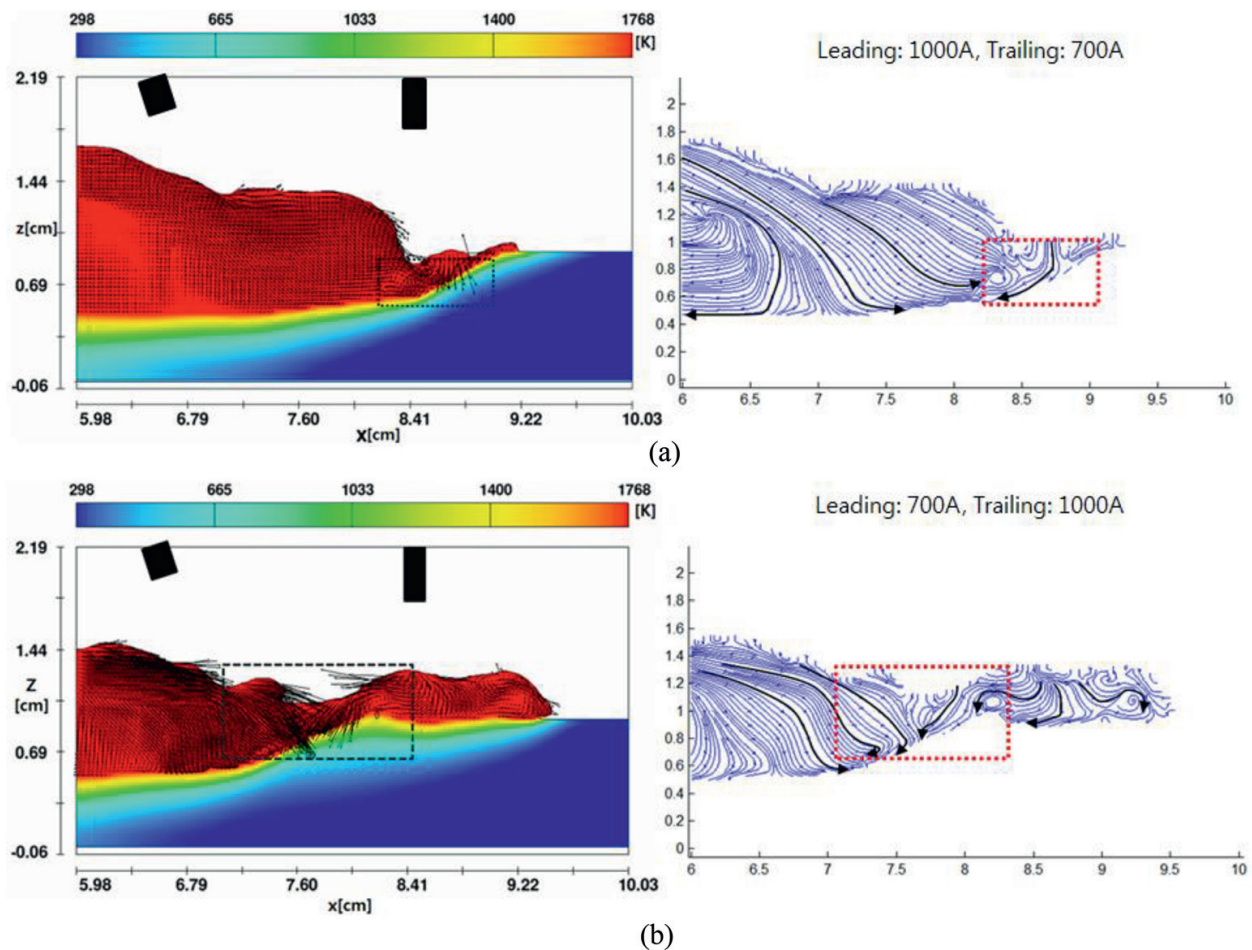 298 665 1033 1400 1768
[K]
Leading: 1000A, Trailing: 700A
2.19
1.44
z[cm]
0.69
-0.06
5.98 6.79 7.60 8.41 9.22 10.03
X[cm]
2
1.8
1.6
1.4
1.2
1
0.8
0.6
0.4
0.2
0
6 6.5 7 7.5 8 8.5 9 9.5 10
(a)
298 665 1033 1400 1768
[K]
Leading: 700A, Trailing: 1000A
2.19
1.44
Z
[cm]
0.69
-0.06
5.98 6.79 7.60 8.41 9.22 10.03
x[cm]
2
1.8
1.6
1.4
1.2
1
0.8
0.6
0.4
0.2
0
6 6.5 7 7.5 8 8.5 9 9.5 10
(b)